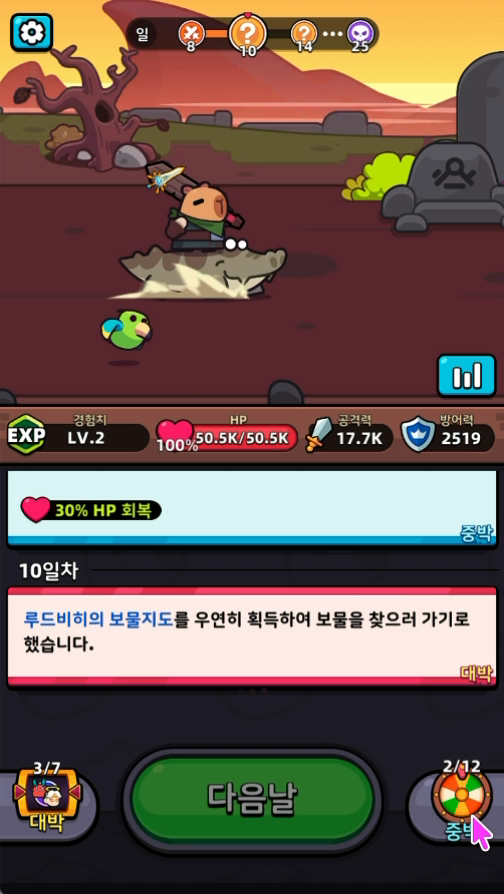 일
8
10
14
25
EXP
경험치
LV.2
100%
HP
50.5K/50.5K
공격력
17.7K
방어력
2519
30% HP 회복
중박
10일차
루드비히의 보물지도를 우연히 획득하여 보물을 찾으러 가기로
했습니다.
대박
3/7
대박
다음날
2/12